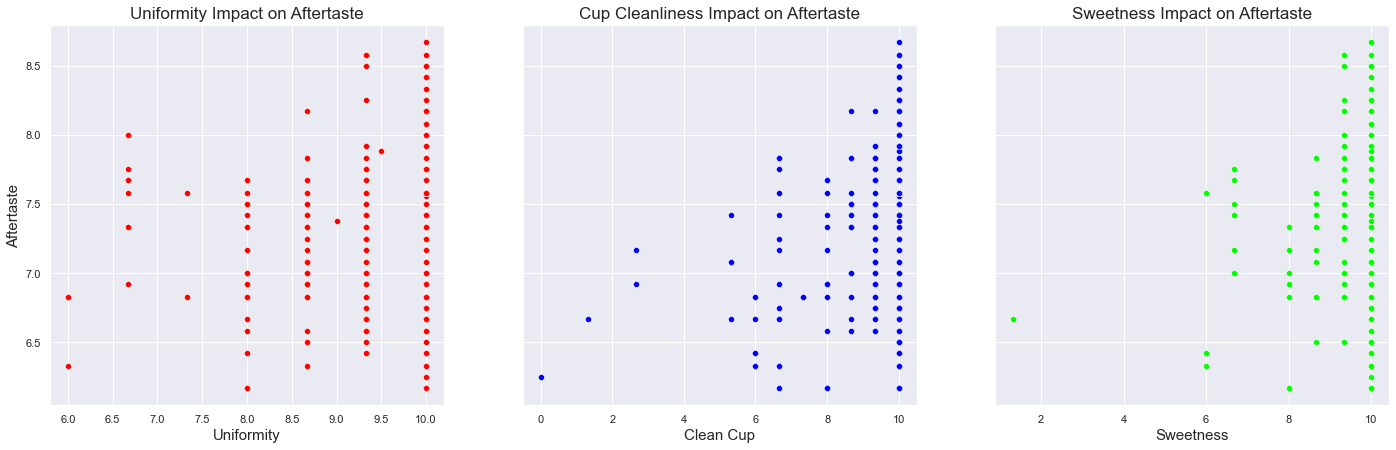 Uniformity Impact on Aftertaste
Cup Cleanliness Impact on Aftertaste
Sweetness Impact on Aftertaste
Aftertaste
8.5
8.0
7.5
7.0
6.5
6.0 6.5 7.0 7.5 8.0 8.5 9.0 9.5 10.0
0 2 4 6 8 10
2 4 6 8 10
Uniformity
Clean Cup
Sweetness